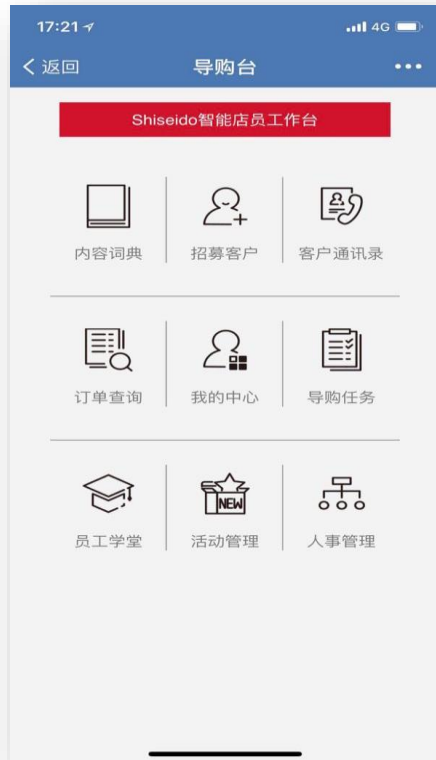 17:21 4G
返回 导购台
Shiseido智能店员工作台
内容词典 招募客户 客户通讯录
订单查询 我的中心 导购任务
NEW
员工学堂 活动管理 人事管理